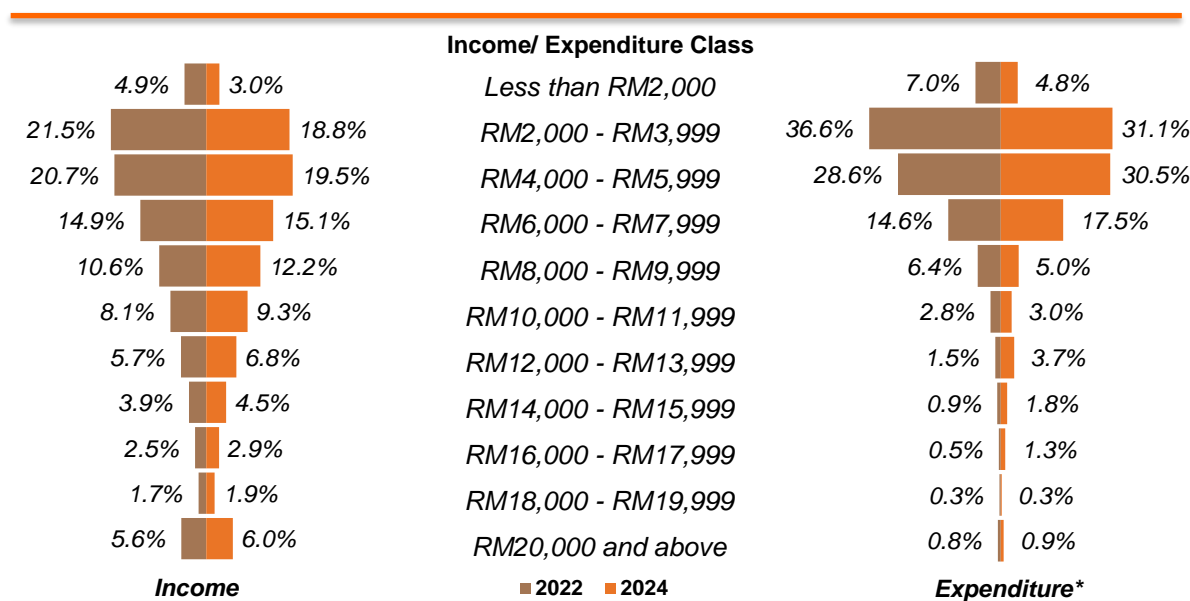 Income/ Expenditure Class
4.9% 3.0% Less than RM2,000 7.0% 4.8%
21.5% 18.8% RM2,000 - RM3,999 36.6% 31.1%
20.7% 19.5% RM4,000 - RM5,999 28.6% 30.5%
14.9% 15.1% RM6,000 - RM7,999 14.6% 17.5%
10.6% 12.2% RM8,000 - RM9,999 6.4% 5.0%
8.1% 9.3% RM10,000 - RM11,999 2.8% 3.0%
5.7% 6.8% RM12,000 - RM13,999 1.5% 3.7%
3.9% 4.5% RM14,000 - RM15,999 0.9% 1.8%
2.5% 2.9% RM16,000 - RM17,999 0.5% 1.3%
1.7% 1.9% RM18,000 - RM19,999 0.3% 0.3%
5.6% 6.0% RM20,000 and above 0.8% 0.9%
Income 2022 2024 Expenditure*